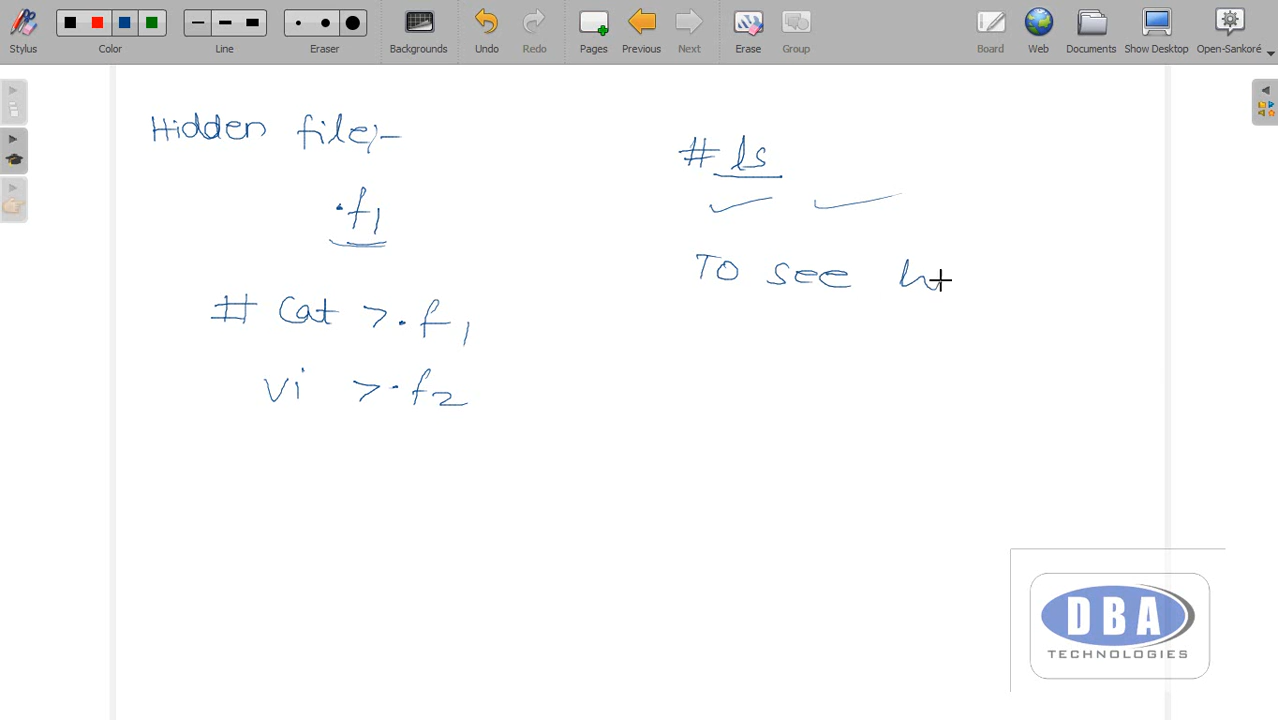 Stylus
Color
Line
Eraser
Backgrounds
Undo
Redo
Pages
Previous
Next
Erase
Group
Board
Web
Documents
Show Desktop
Open-Sankoré
Hidden file:-
.f1
# Cat > .f1
vi > .f2
# ls
To see
DBA
TECHNOLOGIES